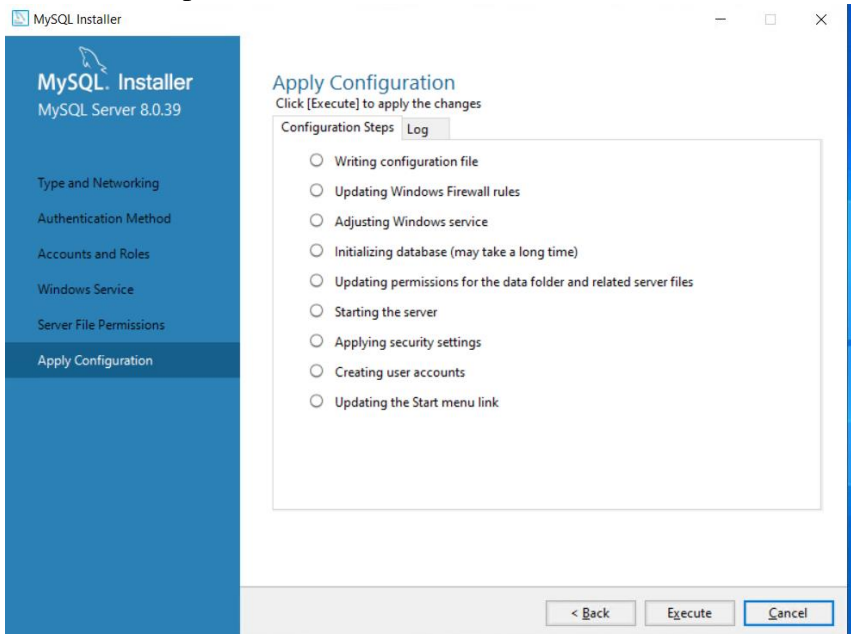 MySQL Installer
MySQL. Installer
MySQL Server 8.0.39
Type and Networking
Authentication Method
Accounts and Roles
Windows Service
Server File Permissions
Apply Configuration
Apply Configuration
Click [Execute] to apply the changes
Configuration Steps Log
Writing configuration file
Updating Windows Firewall rules
Adjusting Windows service
Initializing database (may take a long time)
Updating permissions for the data folder and related server files
Starting the server
Applying security settings
Creating user accounts
Updating the Start menu link
< Back Execute Cancel